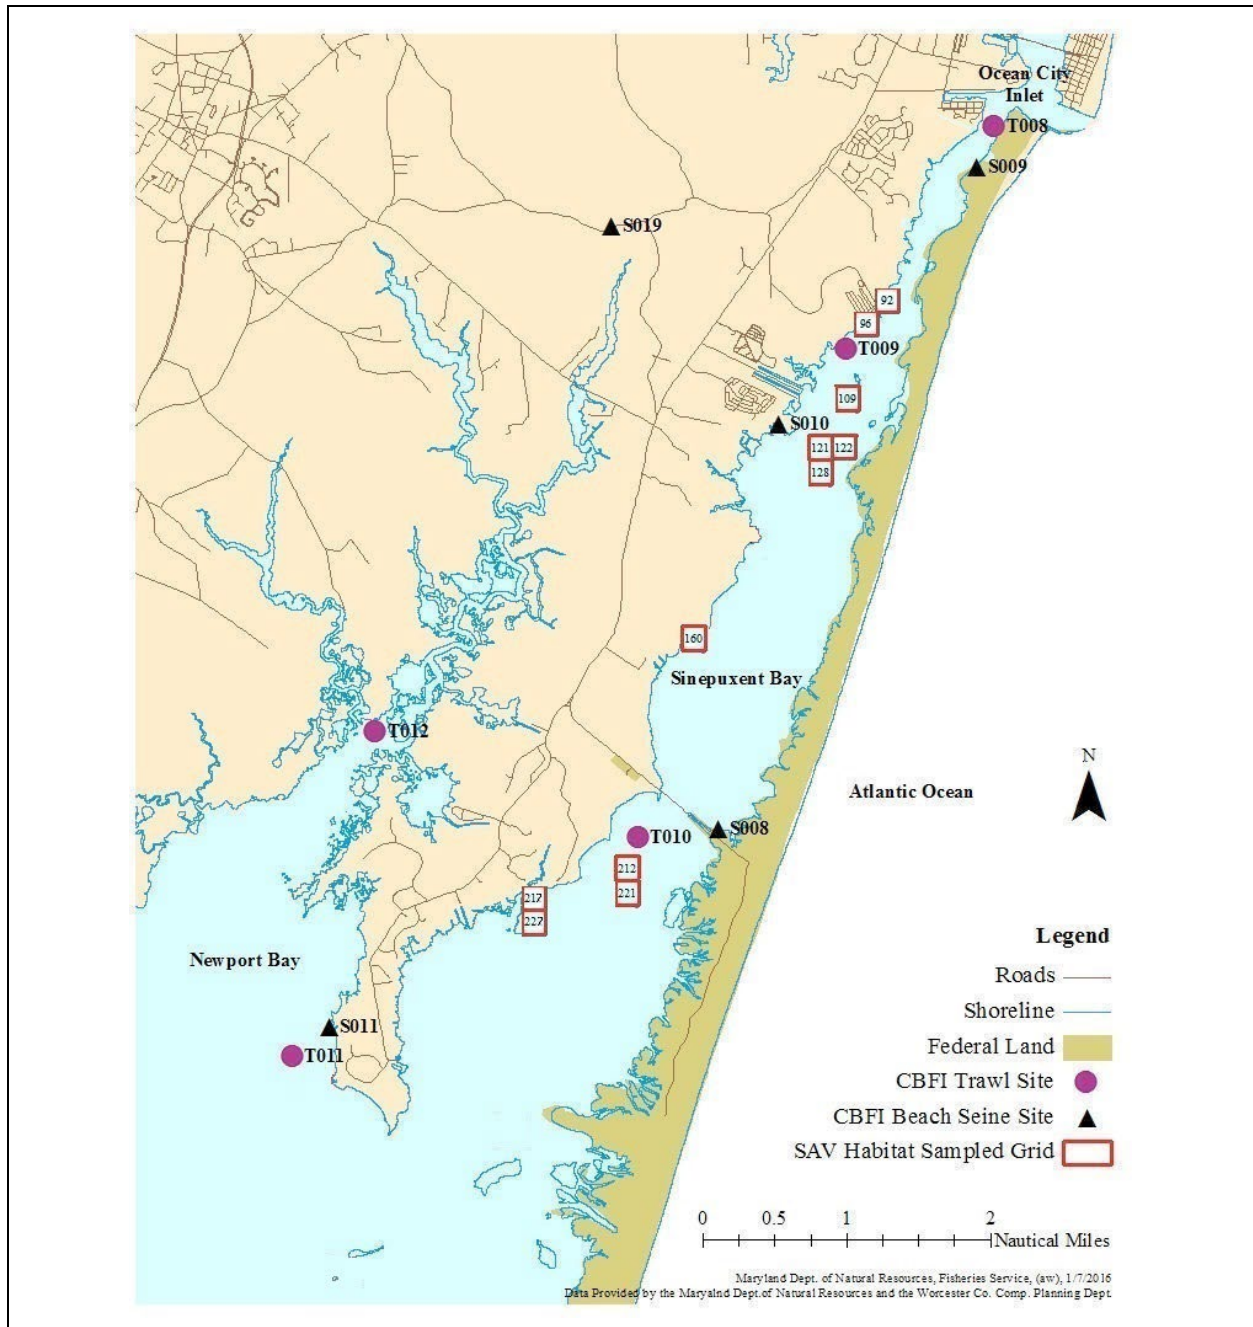 Ocean City
Inlet
T008
S009
S019
92
96
T009
109
S010
121
122
128
160
Sinepuxent Bay
T012
N
Atlantic Ocean
S008
T010
212
221
217
227
Newport Bay
S011
T011
Legend
Roads
Shoreline
Federal Land
CBFI Trawl Site
CBFI Beach Seine Site
SAV Habitat Sampled Grid
0 0.5 1 2
Nautical Miles
Maryland Dept. of Natural Resources, Fisheries Service, (aw), 1/7/2016
Data Provided by the Maryalnd Dept.of Natural Resources and the Worcester Co. Comp. Planning Dept.